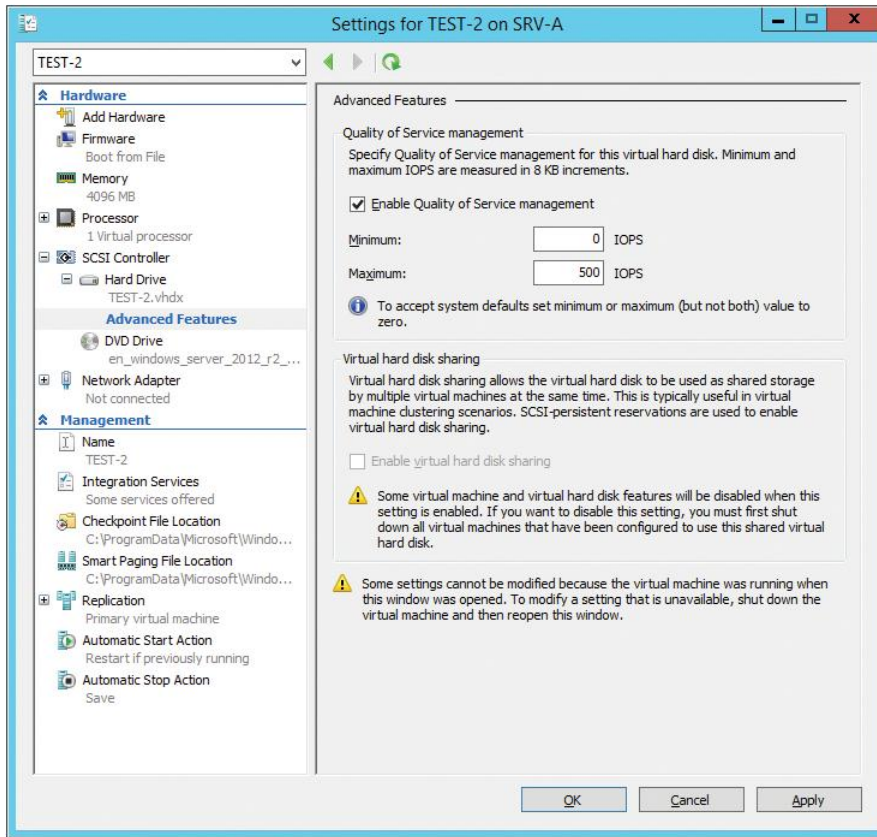 Settings for TEST-2 on SRV-A
TEST-2
Hardware
Add Hardware
Firmware
Boot from File
Memory
4096 MB
Processor
1 Virtual processor
SCSI Controller
Hard Drive
TEST-2.vhdx
Advanced Features
DVD Drive
en_windows_server_2012_r2_...
Network Adapter
Not connected
Management
Name
TEST-2
Integration Services
Some services offered
Checkpoint File Location
C:\ProgramData\Microsoft\Windo...
Smart Paging File Location
C:\ProgramData\Microsoft\Windo...
Replication
Primary virtual machine
Automatic Start Action
Restart if previously running
Automatic Stop Action
Save
Advanced Features
Quality of Service management
Specify Quality of Service management for this virtual hard disk. Minimum and
maximum IOPS are measured in 8 KB increments.
Enable Quality of Service management
Minimum: 0 IOPS
Maximum: 500 IOPS
To accept system defaults set minimum or maximum (but not both) value to
zero.
Virtual hard disk sharing
Virtual hard disk sharing allows the virtual hard disk to be used as shared storage
by multiple virtual machines at the same time. This is typically useful in virtual
machine clustering scenarios. SCSI-persistent reservations are used to enable
virtual hard disk sharing.
Enable virtual hard disk sharing
Some virtual machine and virtual hard disk features will be disabled when this
setting is enabled. If you want to disable this setting, you must first shut
down all virtual machines that have been configured to use this shared virtual
hard disk.
Some settings cannot be modified because the virtual machine was running when
this window was opened. To modify a setting that is unavailable, shut down the
virtual machine and then reopen this window.
OK Cancel Apply